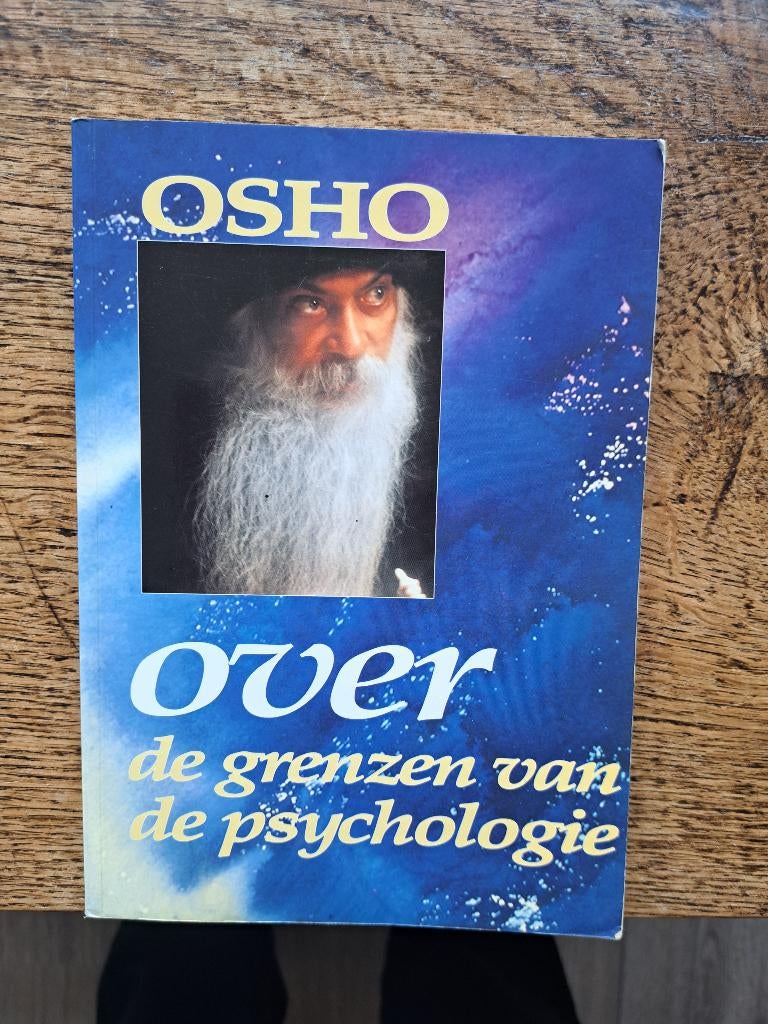 OSHO
over
de grenzen van
de psychologie